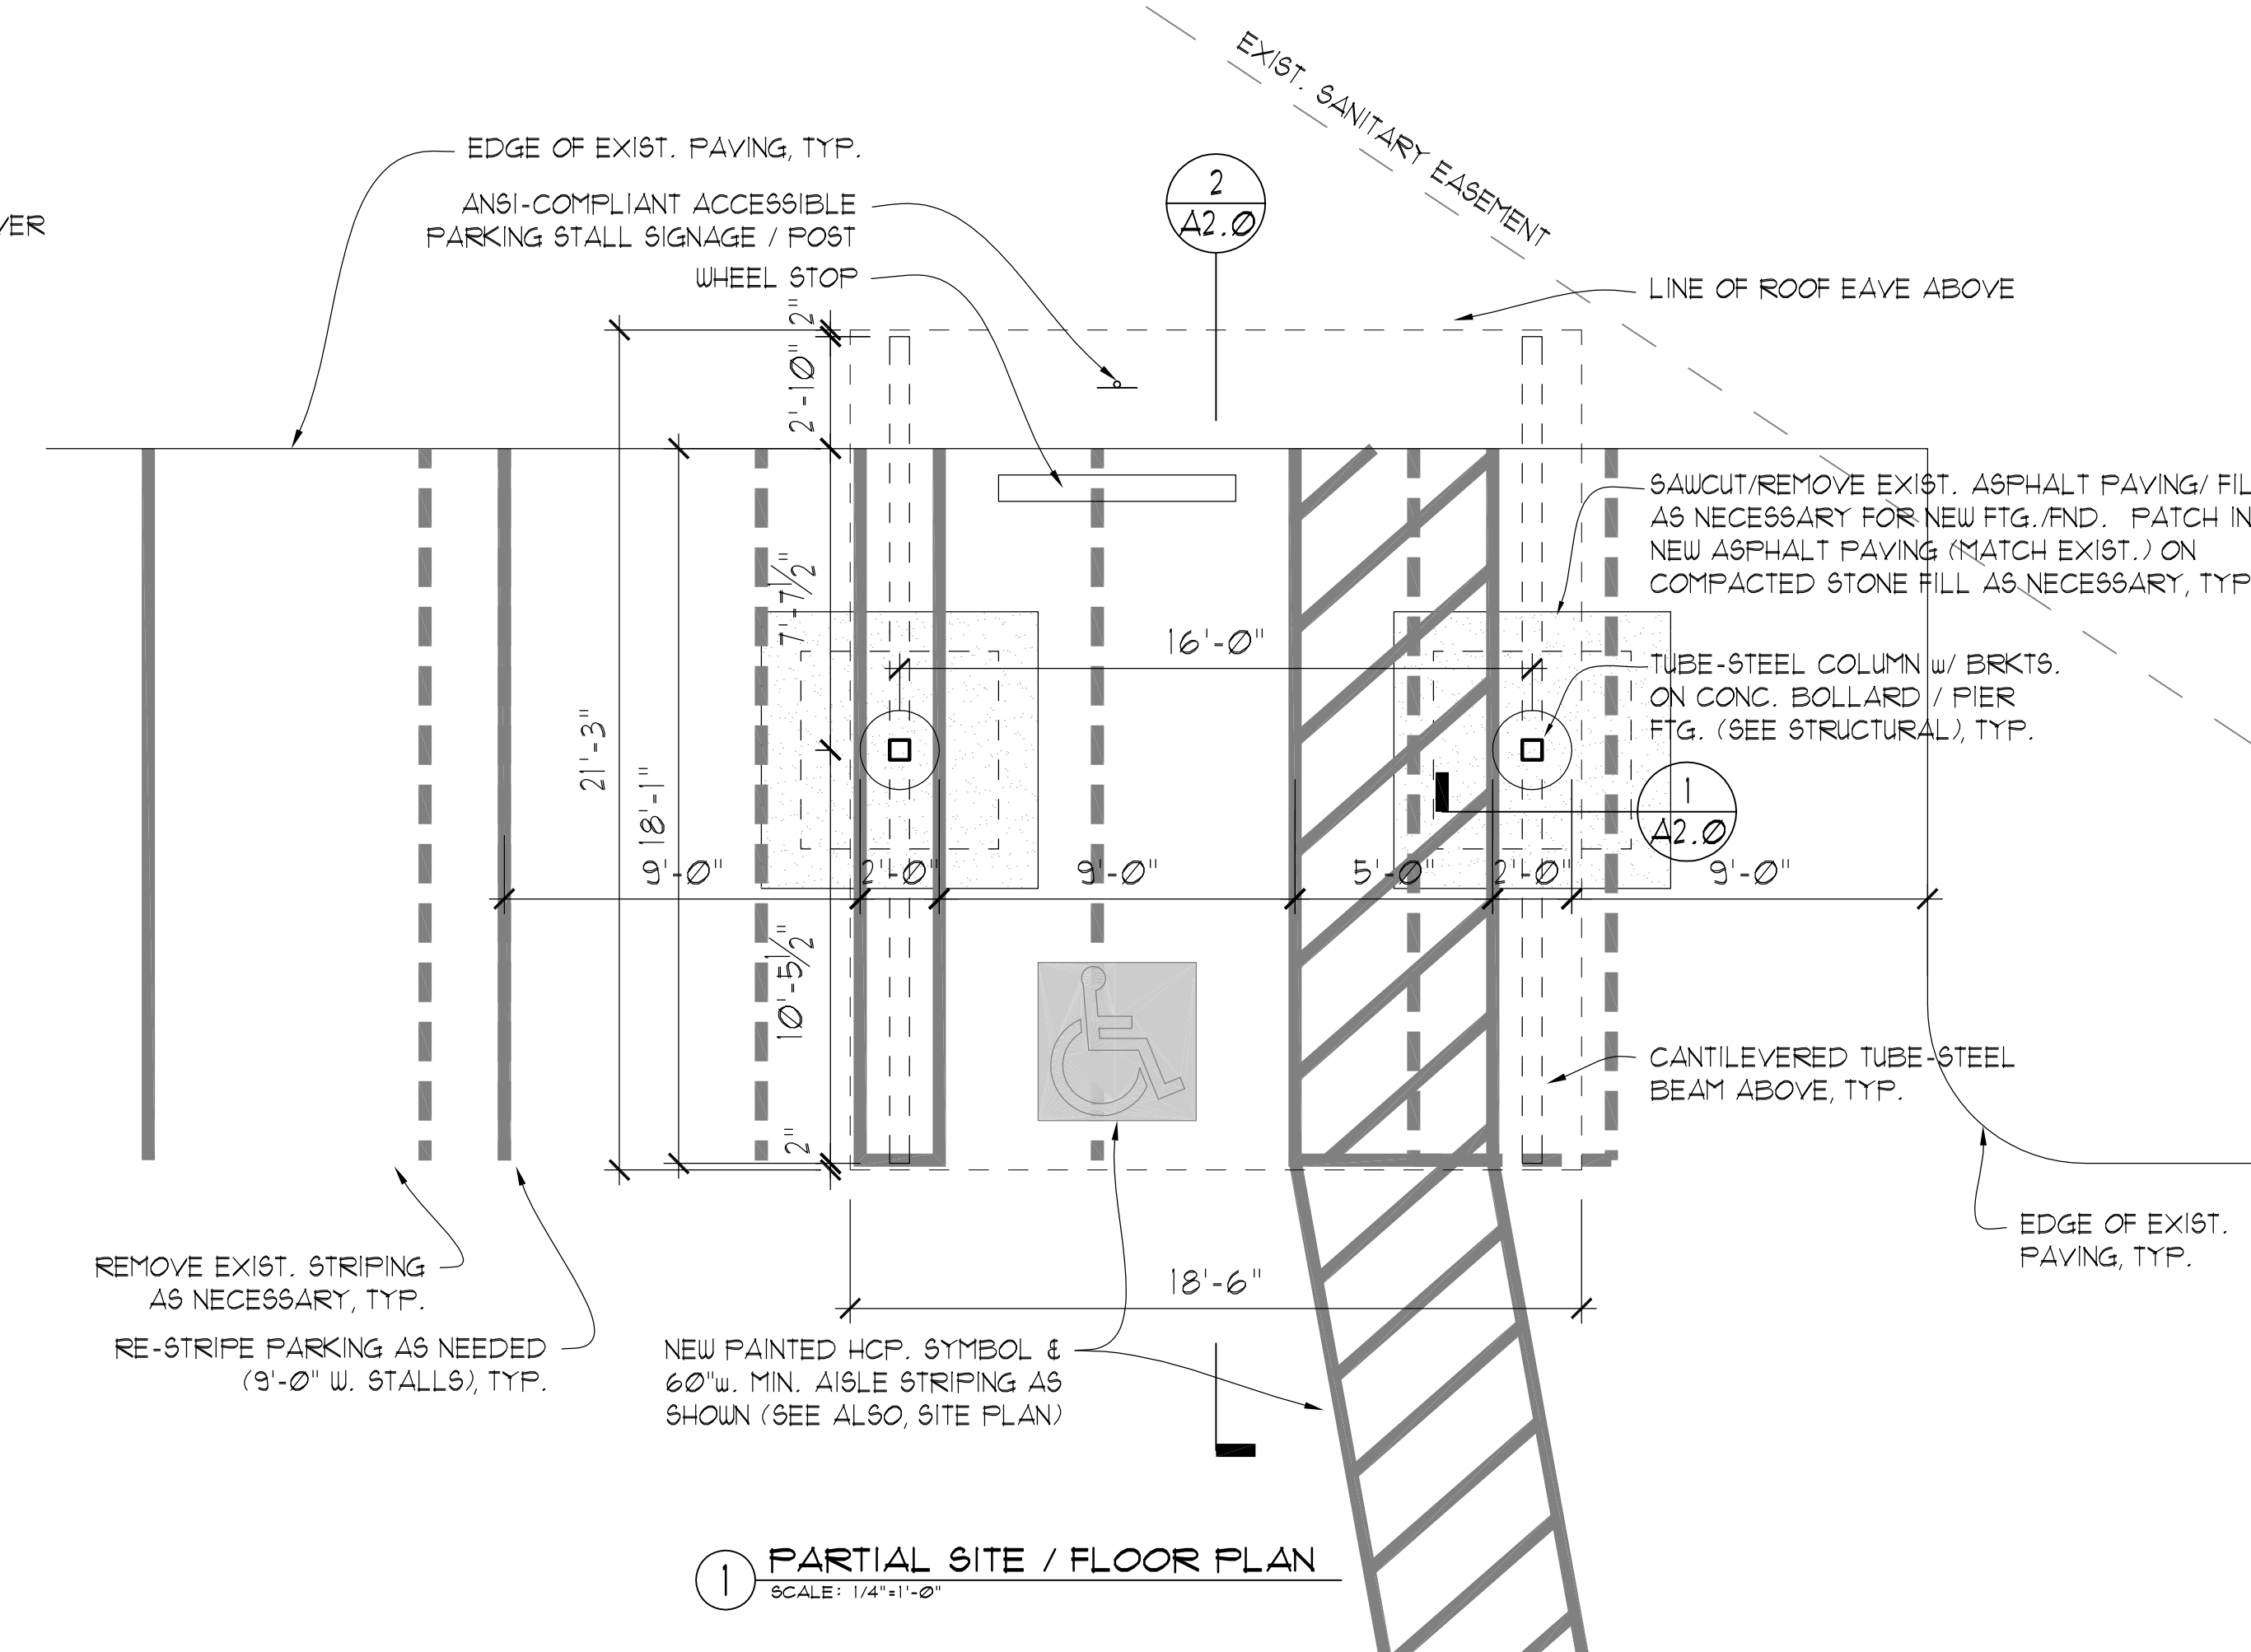 EXIST. SANITARY EASEMENT
EDGE OF EXIST. PAVING, TYP.
ANSI-COMPLIANT ACCESSIBLE
PARKING STALL SIGNAGE / POST
WHEEL STOP
2
A2.0
LINE OF ROOF EAVE ABOVE
2"
2'-10"
SAWCUT/REMOVE EXIST. ASPHALT PAVING/
AS NECESSARY FOR NEW FTG./FND. PATCH IN
NEW ASPHALT PAVING (MATCH EXIST.) ON
COMPACTED STONE FILL AS NECESSARY, TYP
7'-7 1/2"
16'-0"
TUBE-STEEL COLUMN w/ BRKTS.
ON CONC. BOLLARD / PIER
FTG. (SEE STRUCTURAL), TYP.
21'-3"
18'-1"
1
A2.0
9'-0"
2'-0"
9'-0"
5'-0"
2'-0"
9'-0"
10'-5 1/2"
CANTILEVERED TUBE-STEEL
BEAM ABOVE, TYP.
2"
EDGE OF EXIST.
PAVING, TYP.
REMOVE EXIST. STRIPING
AS NECESSARY, TYP.
18'-6"
RE-STRIPE PARKING AS NEEDED
(9'-0" W. STALLS), TYP.
NEW PAINTED HCP. SYMBOL &
60"w. MIN. AISLE STRIPING AS
SHOWN (SEE ALSO, SITE PLAN)
1
PARTIAL SITE / FLOOR PLAN
SCALE: 1/4"=1'-0"